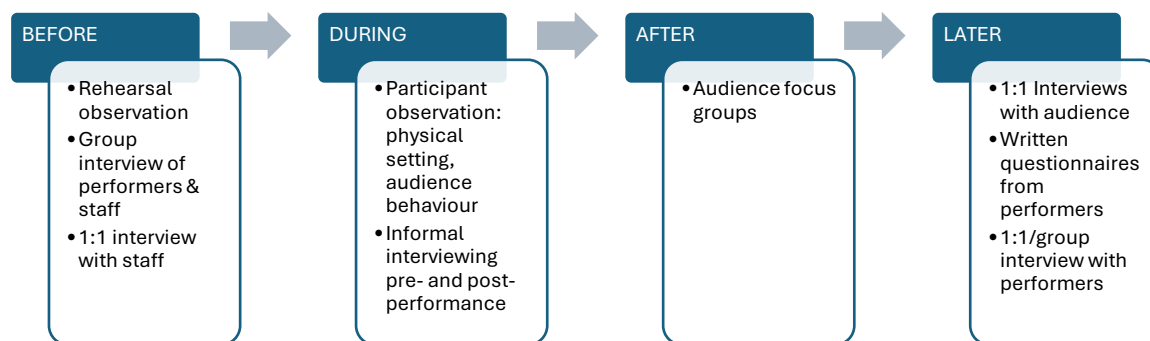 BEFORE
• Rehearsal
observation
• Group
interview of
performers &
staff
• 1:1 interview
with staff
DURING
• Participant
observation:
physical
setting,
audience
behaviour
• Informal
interviewing
pre- and post-
performance
AFTER
• Audience focus
groups
LATER
• 1:1 Interviews
with audience
• Written
questionnaires
from
performers
• 1:1/group
interview with
performers